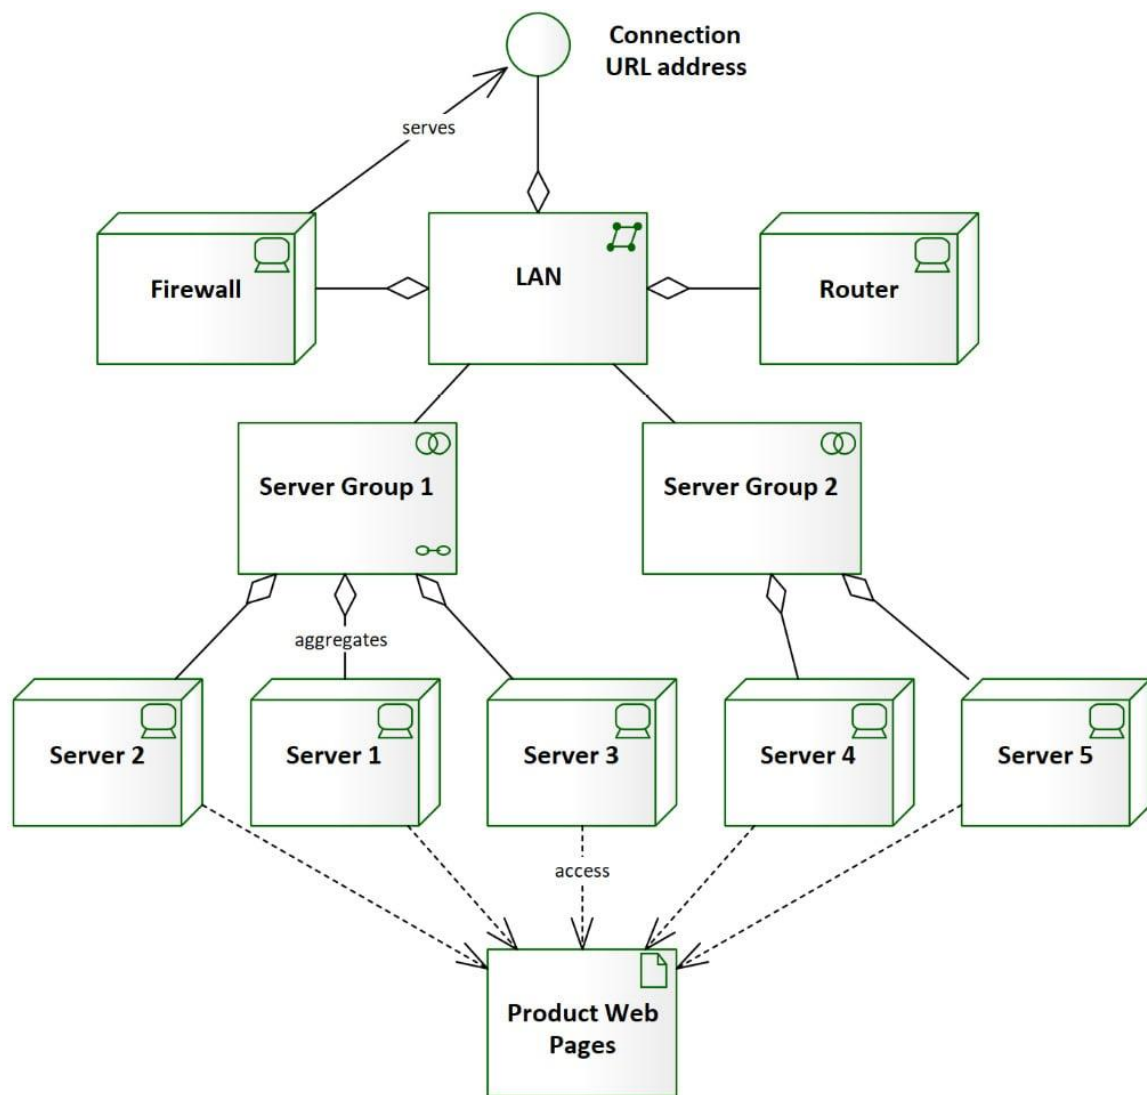 Connection
URL address
serves
Firewall
LAN
Router
Server Group 1
Server Group 2
aggregates
Server 2
Server 1
Server 3
Server 4
Server 5
access
Product Web
Pages